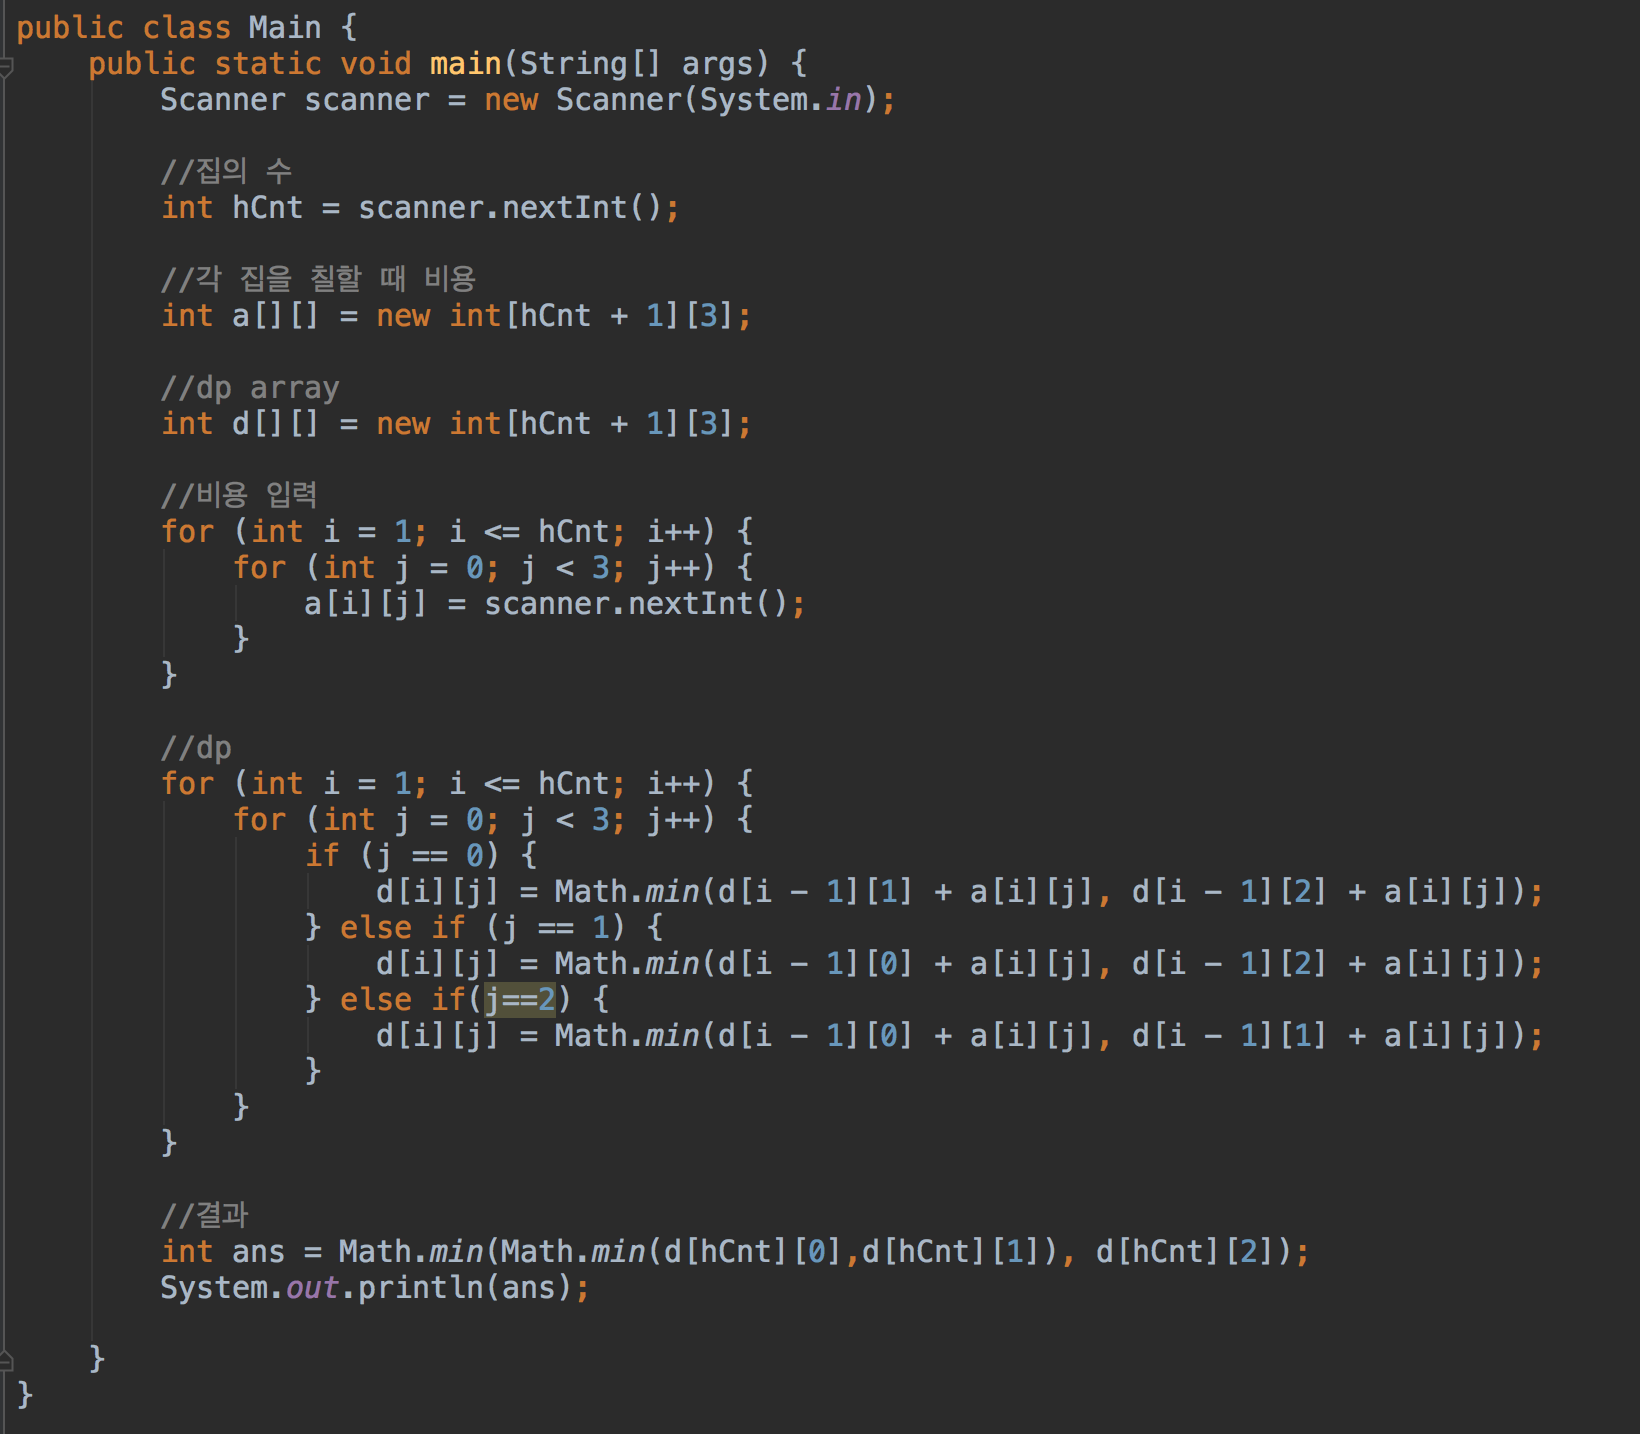 public class Main {
    public static void main(String[] args) {
        Scanner scanner = new Scanner(System.in);

        //집의 수
        int hCnt = scanner.nextInt();

        //각 집을 칠할 때 비용
        int a[][] = new int[hCnt + 1][3];

        //dp array
        int d[][] = new int[hCnt + 1][3];

        //비용 입력
        for (int i = 1; i <= hCnt; i++) {
            for (int j = 0; j < 3; j++) {
                a[i][j] = scanner.nextInt();
            }
        }

        //dp
        for (int i = 1; i <= hCnt; i++) {
            for (int j = 0; j < 3; j++) {
                if (j == 0) {
                    d[i][j] = Math.min(d[i - 1][1] + a[i][j], d[i - 1][2] + a[i][j]);
                } else if (j == 1) {
                    d[i][j] = Math.min(d[i - 1][0] + a[i][j], d[i - 1][2] + a[i][j]);
                } else if(j==2) {
                    d[i][j] = Math.min(d[i - 1][0] + a[i][j], d[i - 1][1] + a[i][j]);
                }
            }
        }

        //결과
        int ans = Math.min(Math.min(d[hCnt][0],d[hCnt][1]), d[hCnt][2]);
        System.out.println(ans);

    }
}